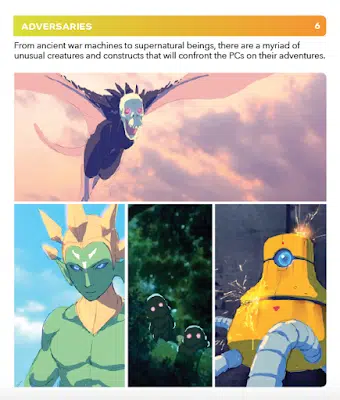 ADVERSARIES 6
From ancient war machines to supernatural beings, there are a myriad of
unusual creatures and constructs that will confront the PCs on their adventures.